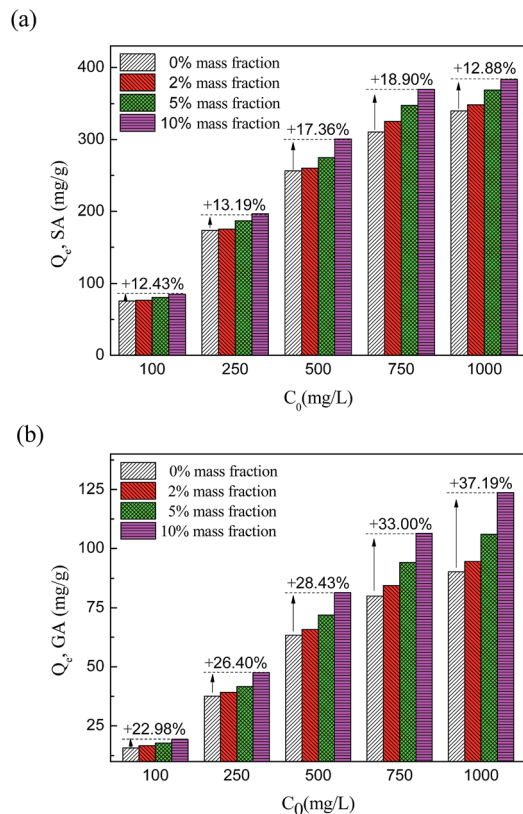 (a)
400
300
200
100
0
Qe, SA (mg/g)
0% mass fraction
2% mass fraction
5% mass fraction
10% mass fraction
+12.43%
+13.19%
+17.36%
+18.90%
+12.88%
100 250 500 750 1000
C0(mg/L)
(b)
125
100
75
50
25
Qe, GA (mg/g)
0% mass fraction
2% mass fraction
5% mass fraction
10% mass fraction
+22.98%
+26.40%
+28.43%
+33.00%
+37.19%
100 250 500 750 1000
C0(mg/L)